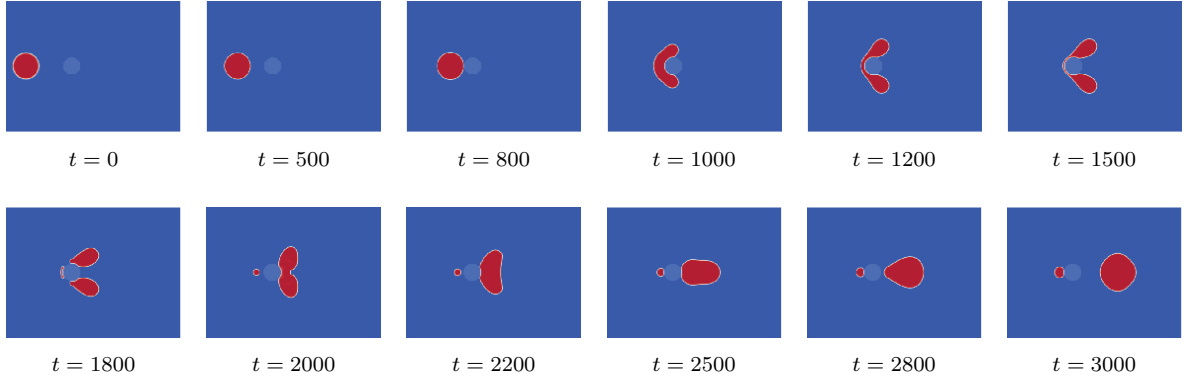 t = 0 t = 500 t = 800 t = 1000 t = 1200 t = 1500
t = 1800 t = 2000 t = 2200 t = 2500 t = 2800 t = 3000